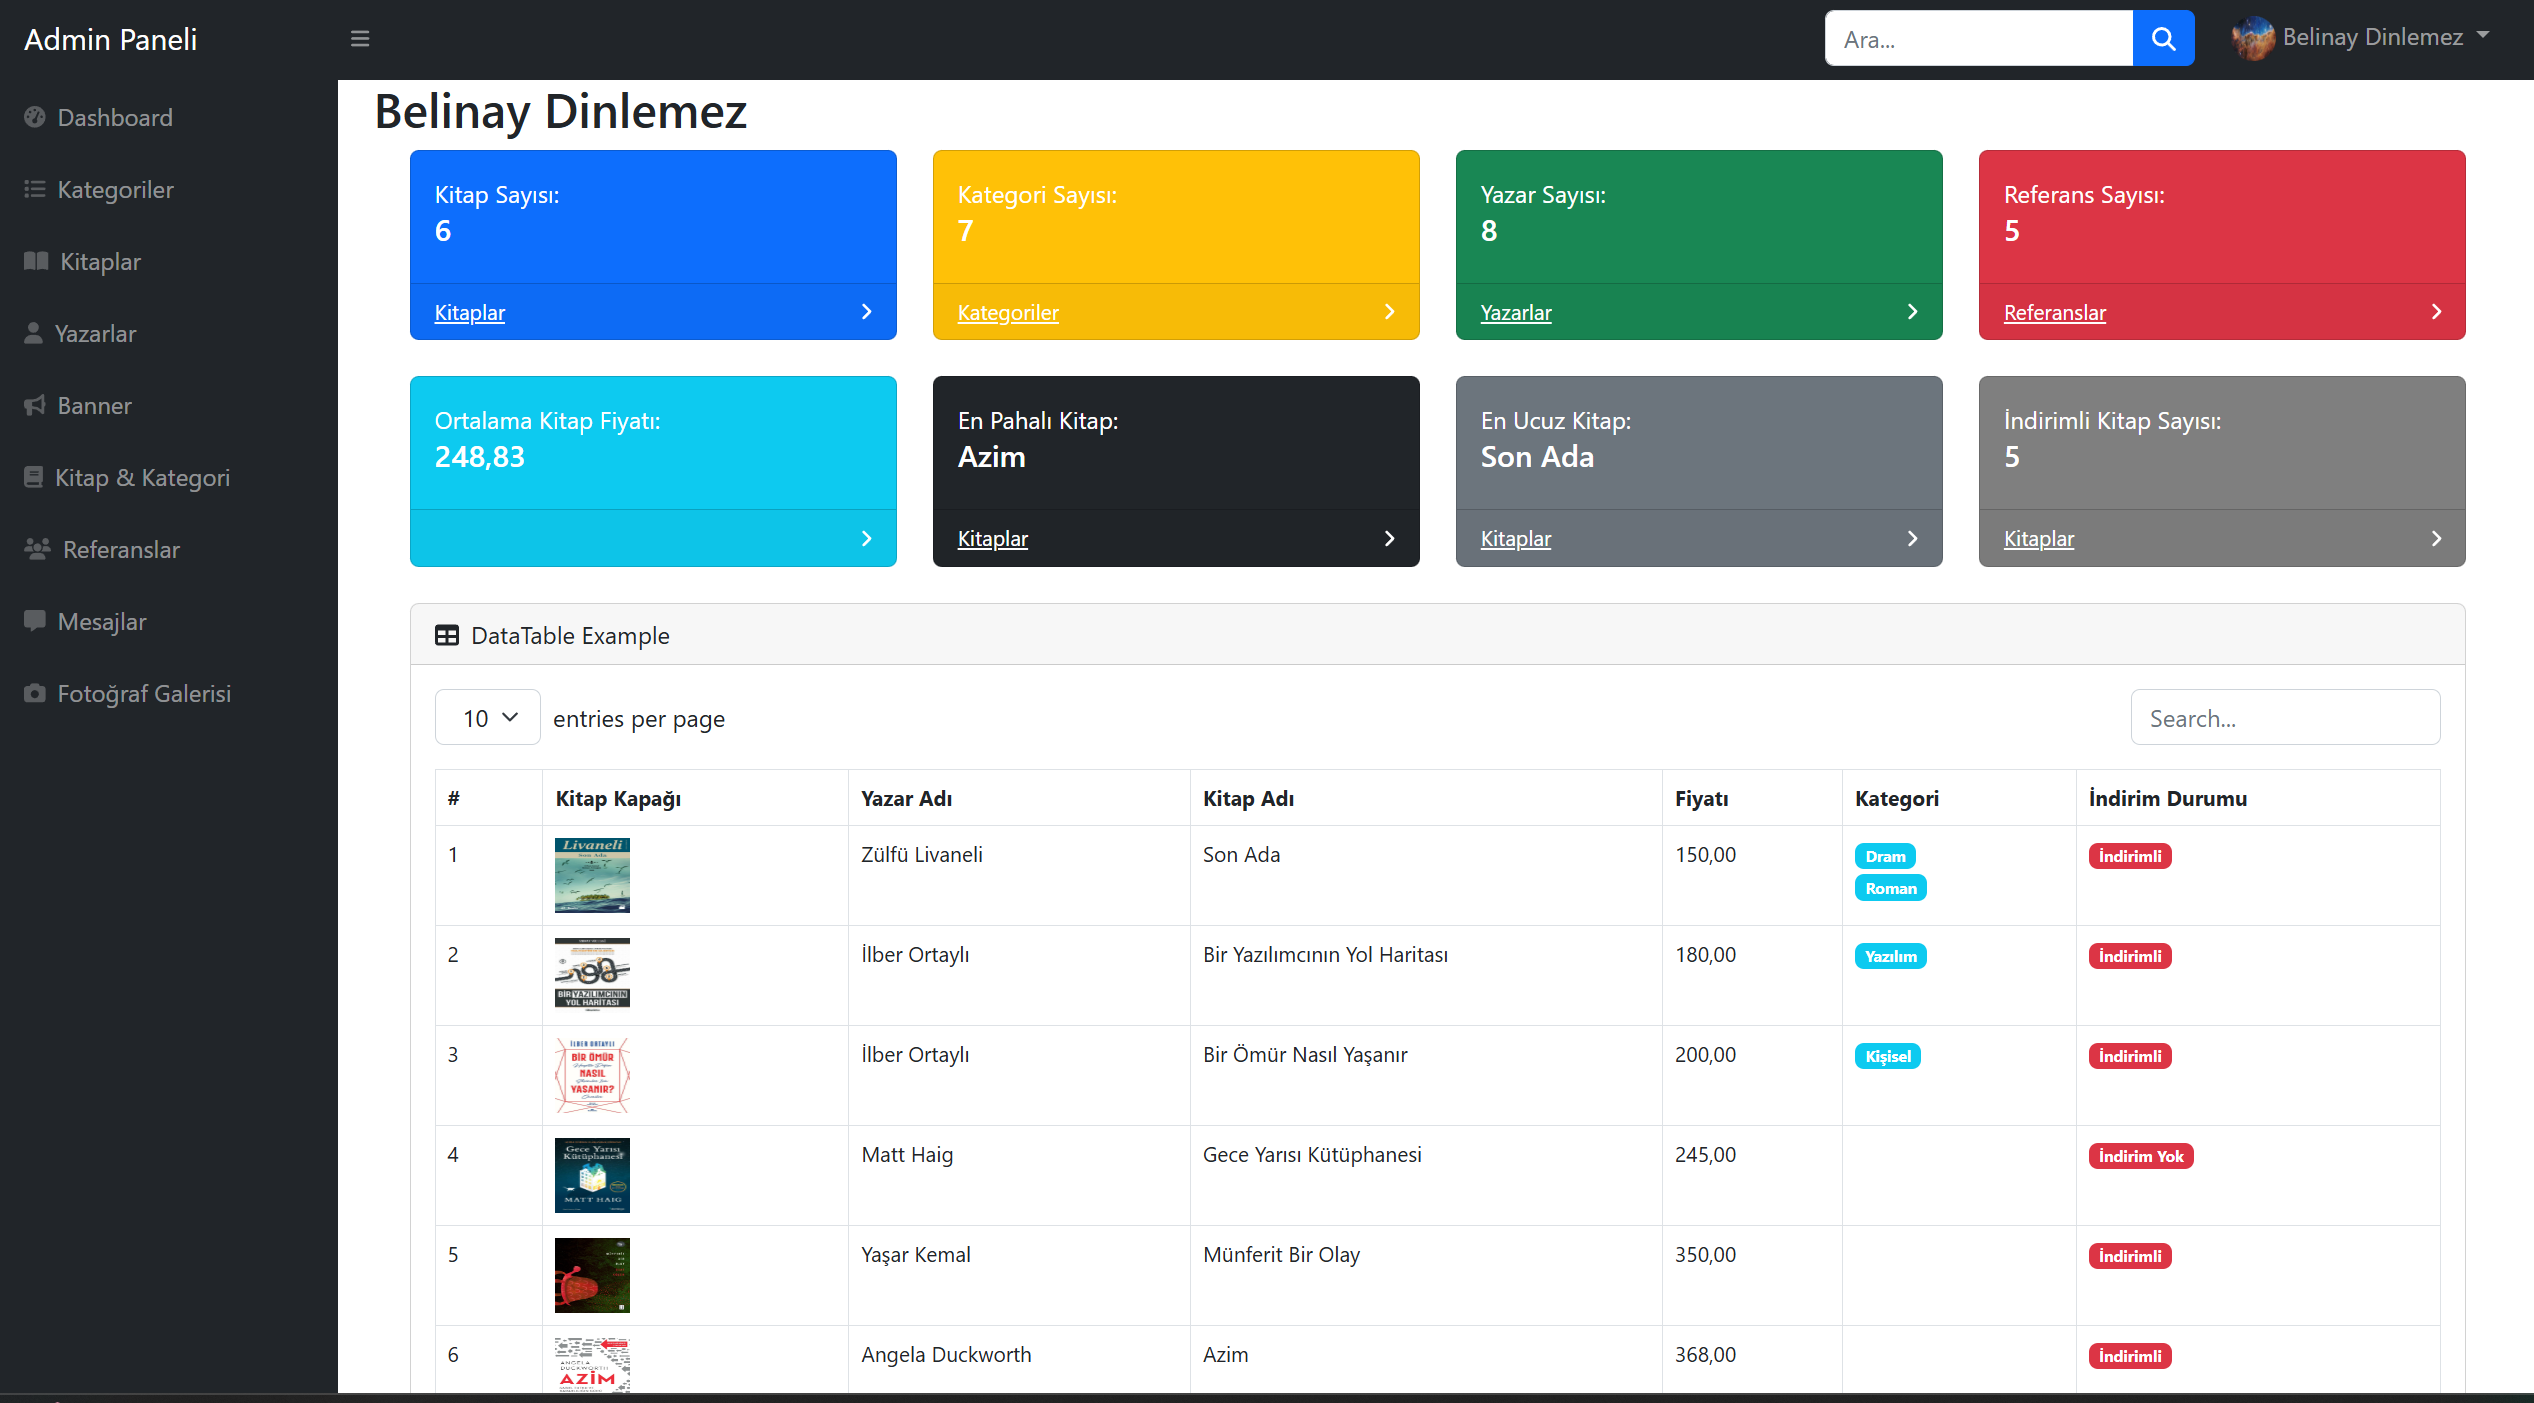 Admin Paneli
Ara...
Belinay Dinlemez
Dashboard
Kategoriler
Kitaplar
Yazarlar
Banner
Kitap & Kategori
Referanslar
Mesajlar
Fotoğraf Galerisi
Belinay Dinlemez
Kitap Sayısı:
6
Kitaplar
Kategori Sayısı:
7
Kategoriler
Yazar Sayısı:
8
Yazarlar
Referans Sayısı:
5
Referanslar
Ortalama Kitap Fiyatı:
248,83
En Pahalı Kitap:
Azim
Kitaplar
En Ucuz Kitap:
Son Ada
Kitaplar
İndirimli Kitap Sayısı:
5
Kitaplar
DataTable Example
10 entries per page
Search...
# Kitap Kapağı Yazar Adı Kitap Adı Fiyatı Kategori İndirim Durumu
1 Zülfü Livaneli Son Ada 150,00 Dram İndirimli
Roman
Livaneli
Son Ada
2 İlber Ortaylı Bir Yazılımcının Yol Haritası 180,00 Yazılım İndirimli
BİR YAZILIMCININ
YOL HARİTASI
3 İlber Ortaylı Bir Ömür Nasıl Yaşanır 200,00 Kişisel İndirimli
İLBER ORTAYLI
BİR ÖMÜR
NASIL
YAŞANIR?
4 Matt Haig Gece Yarısı Kütüphanesi 245,00 İndirim Yok
Gece Yarısı
Kütüphanesi
MATT HAIG
5 Yaşar Kemal Münferit Bir Olay 350,00 İndirimli
6 Angela Duckworth Azim 368,00 İndirimli
ANGELA
DUCKWORTH
AZİM